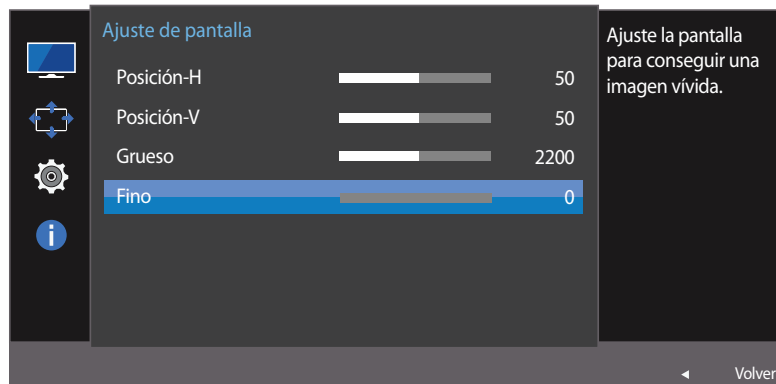 Ajuste de pantalla
Posición-H 50
Posición-V 50
Grueso 2200
Fino 0
Ajuste la pantalla
para conseguir una
imagen vívida.
Volver